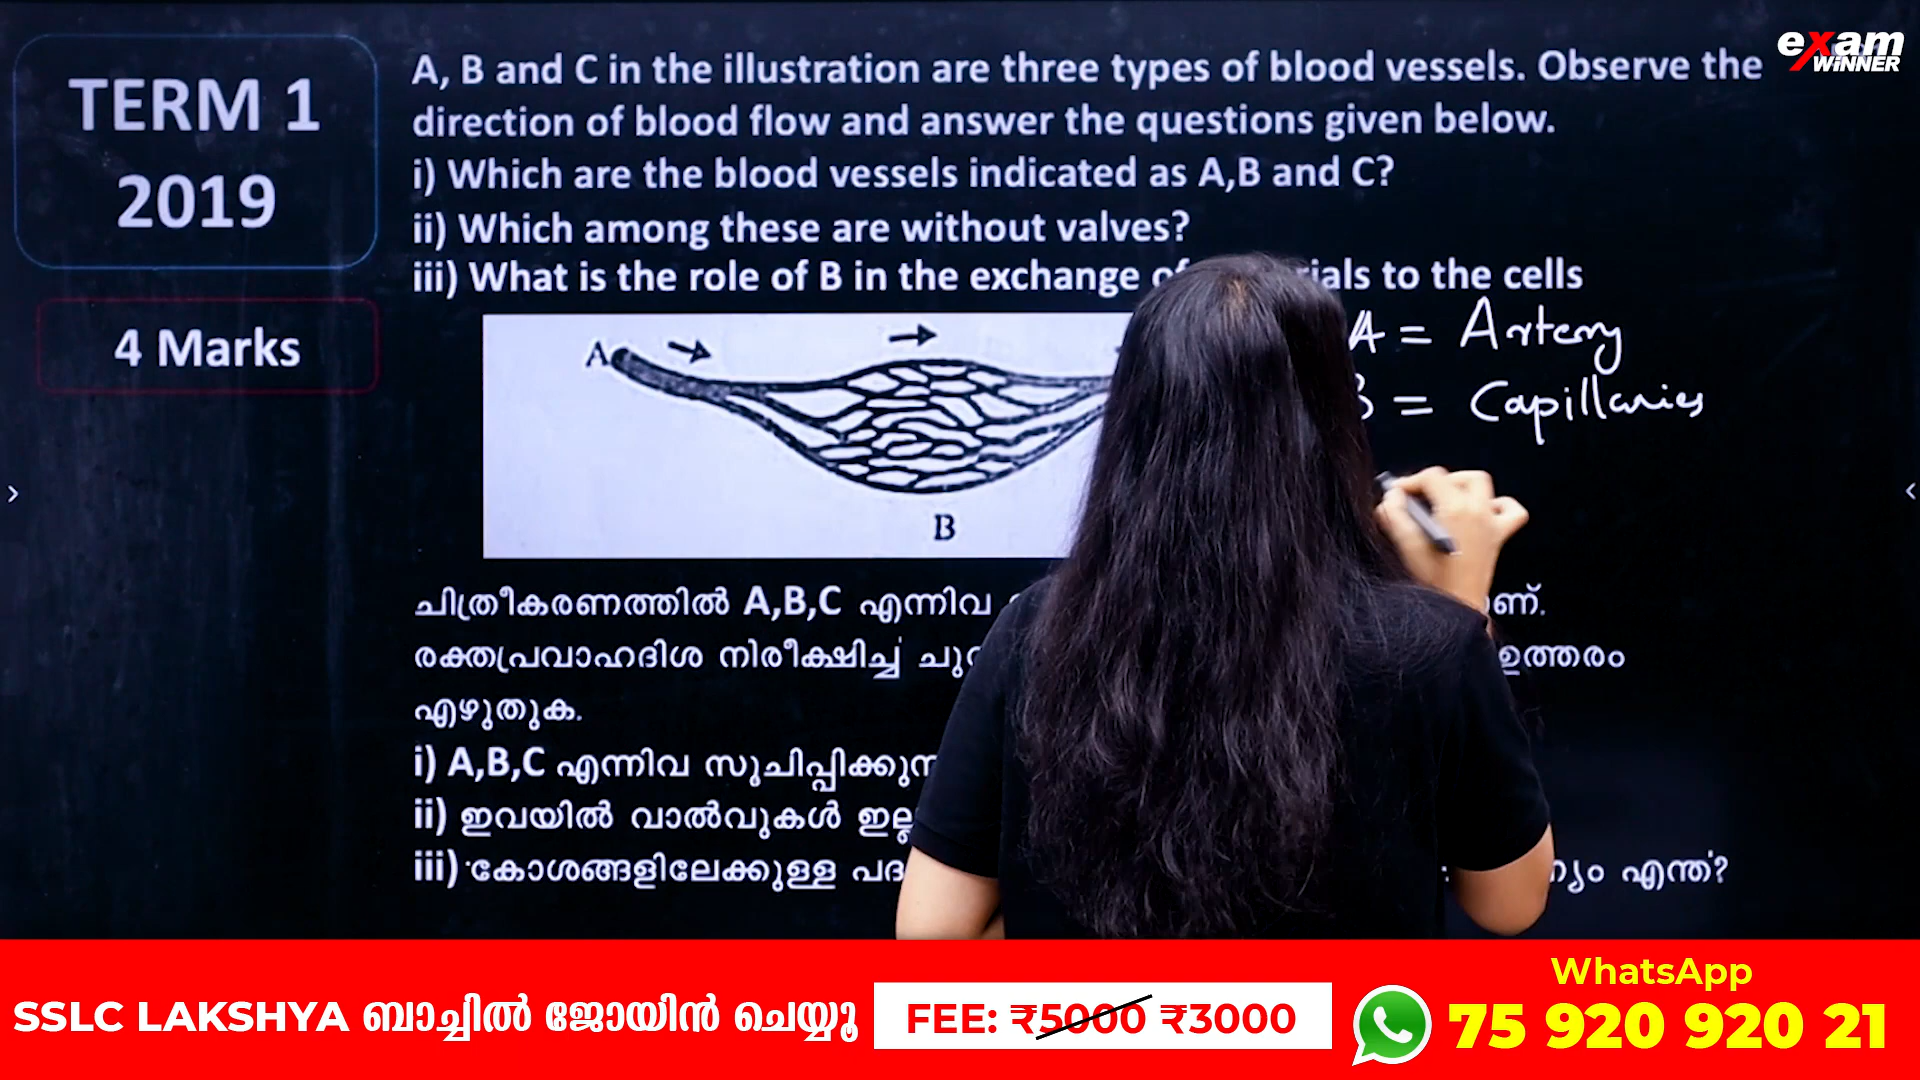 exam
WiNNER
TERM 1
2019
4 Marks
A, B and C in the illustration are three types of blood vessels. Observe the
direction of blood flow and answer the questions given below.
i) Which are the blood vessels indicated as A,B and C?
ii) Which among these are without valves?
iii) What is the role of B in the exchange to the cells
A
B
A = Artery
B = Capillaries
ചിത്രീകരണത്തിൽ A,B,C എന്നിവ
രക്തപ്രവാഹദിശ നിരീക്ഷിച്ച് ഉത്തരം
എഴുതുക.
i) A,B,C എന്നിവ
ii) ഇവയിൽ വാൽവുകൾ
iii) കോശങ്ങളിലേക്കുള്ള എന്ത്?
SSLC LAKSHYA ബാച്ചിൽ ജോയിൻ ചെയ്യൂ
FEE: ₹5000 ₹3000
WhatsApp
75 920 920 21